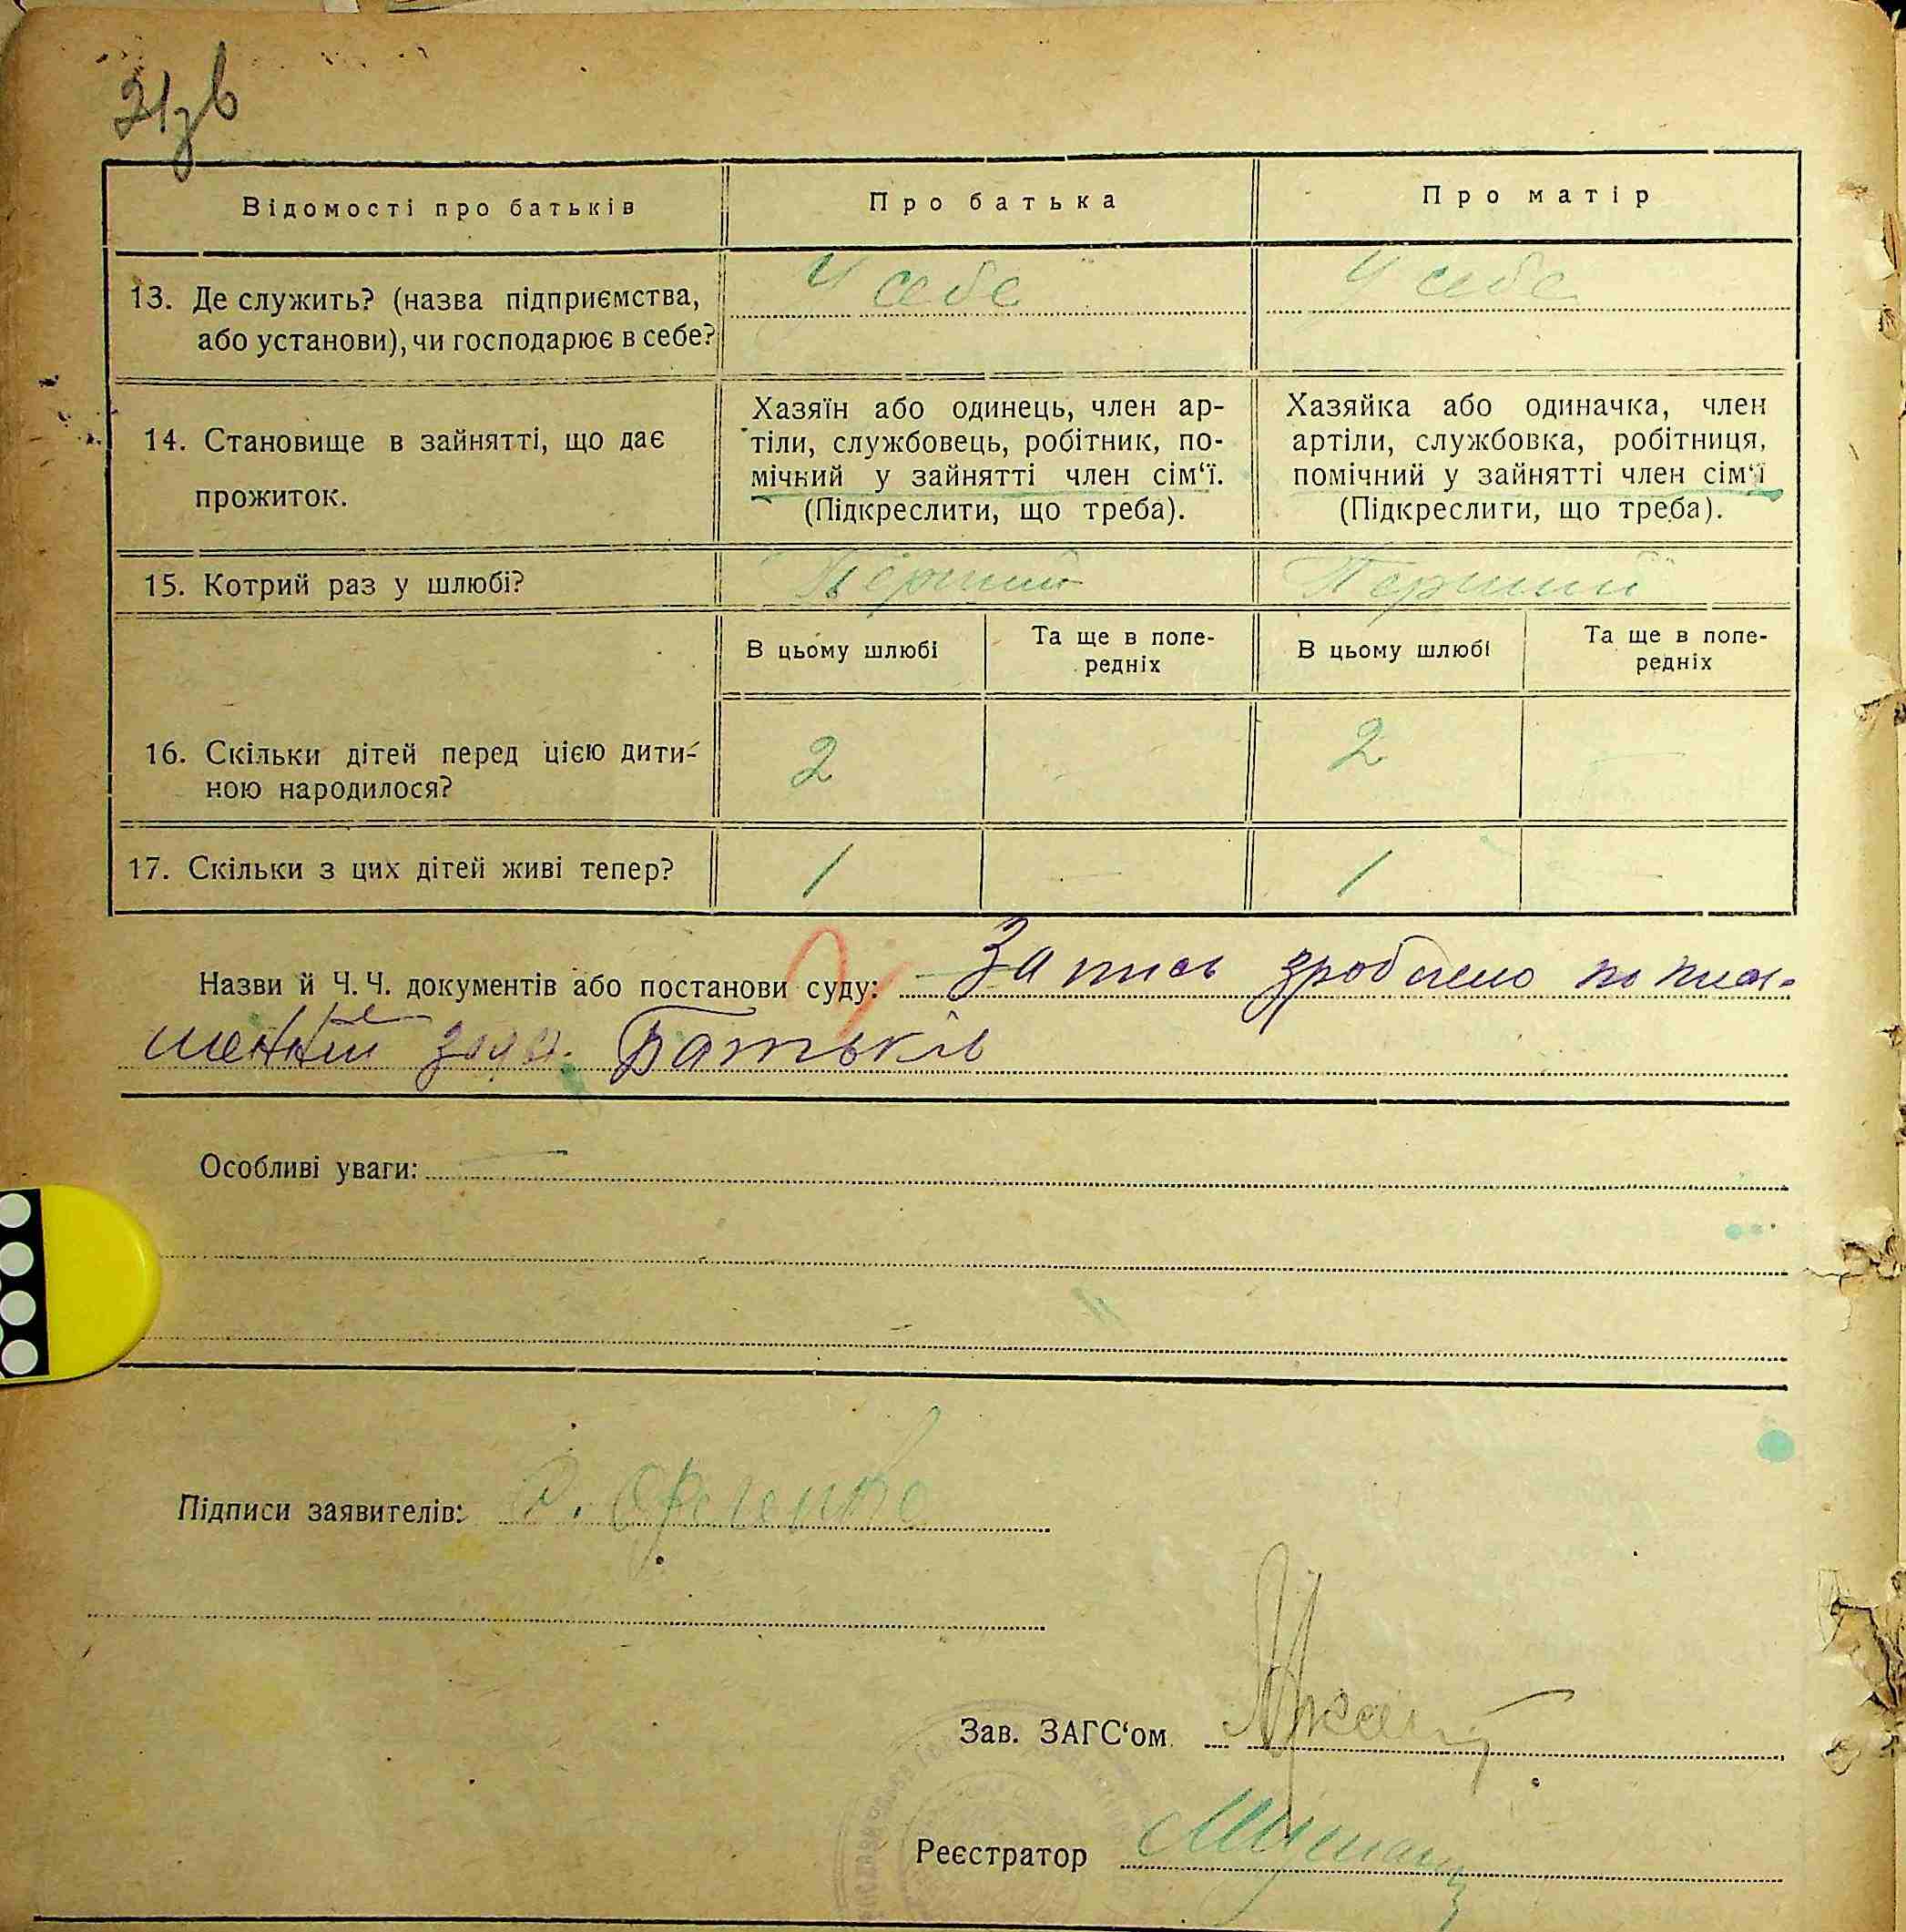 21зв
Відомості про батьків
Про батька
Про матір
13. Де служить? (назва підприємства,
або установи), чи господарює в себе?
У себе
У себе
14. Становище в зайнятті, що дає
прожиток.
Хазяїн або одинець, член ар-
тіли, службовець, робітник, по-
мічний у зайнятті член сім‘ї.
(Підкреслити, що треба).
Хазяйка або одиначка, член
артіли, службовка, робітниця,
помічний у зайнятті член сім‘ї
(Підкреслити, що треба).
15. Котрий раз у шлюбі?
Перший
Перший
В цьому шлюбі
Та ще в попе-
редніх
В цьому шлюбі
Та ще в попе-
редніх
16. Скільки дітей перед цією дити-
ною народилося?
2
2
—
17. Скільки з цих дітей живі тепер?
1
—
1
—
Назви й Ч. Ч. документів або постанови суду: Запись зроблено по
Батьків
Особливі уваги: —
Підписи заявителів:
Зав. ЗАГС‘ом
Реєстратор